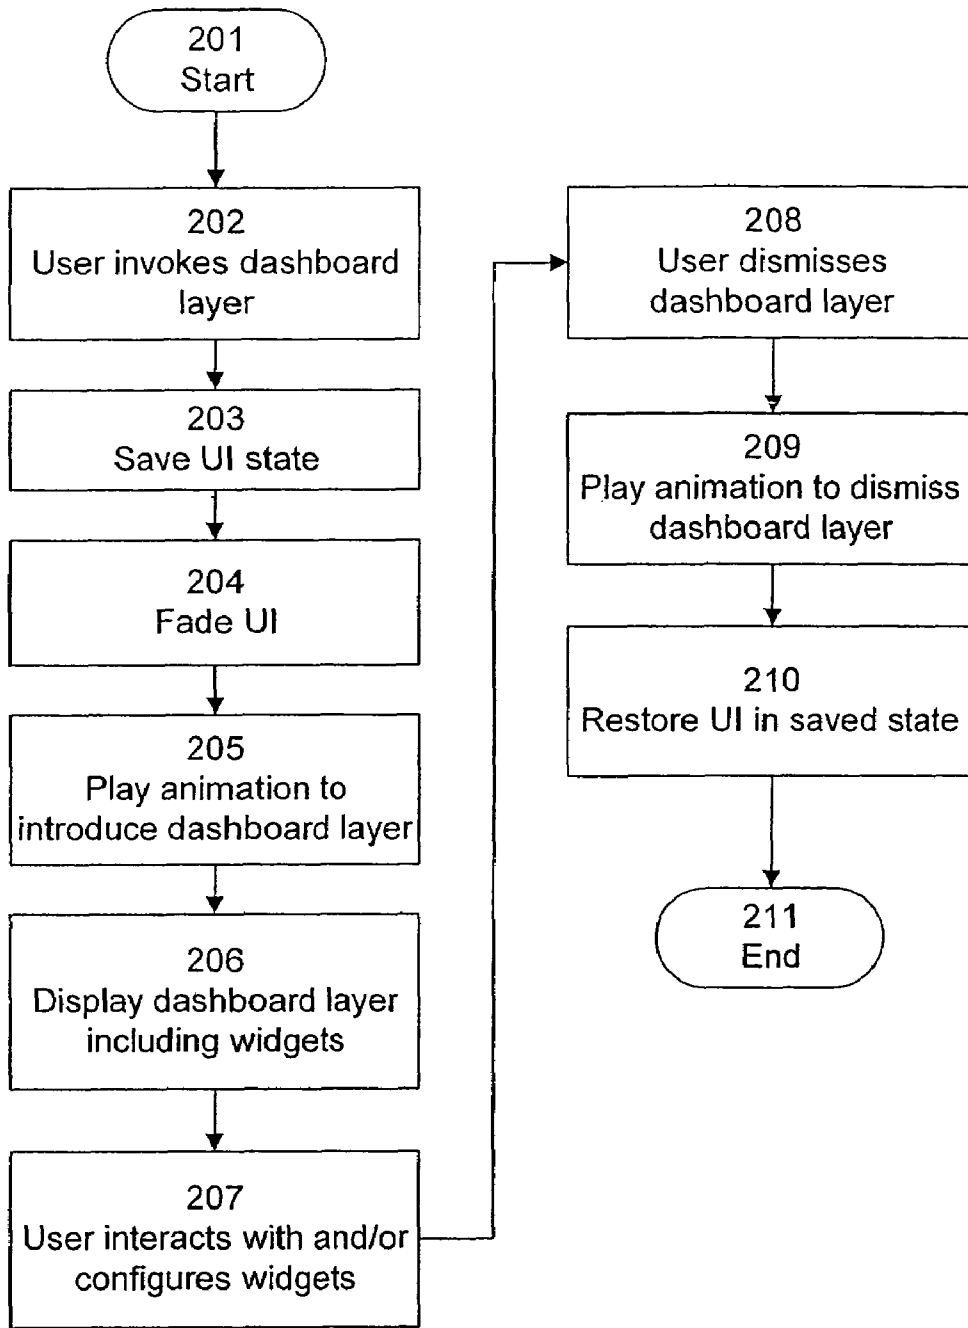 201
Start
202
User invokes dashboard
layer
203
Save UI state
204
Fade UI
205
Play animation to
introduce dashboard layer
206
Display dashboard layer
including widgets
207
User interacts with and/or
configures widgets
208
User dismisses
dashboard layer
209
Play animation to dismiss
dashboard layer
210
Restore UI in saved state
211
End